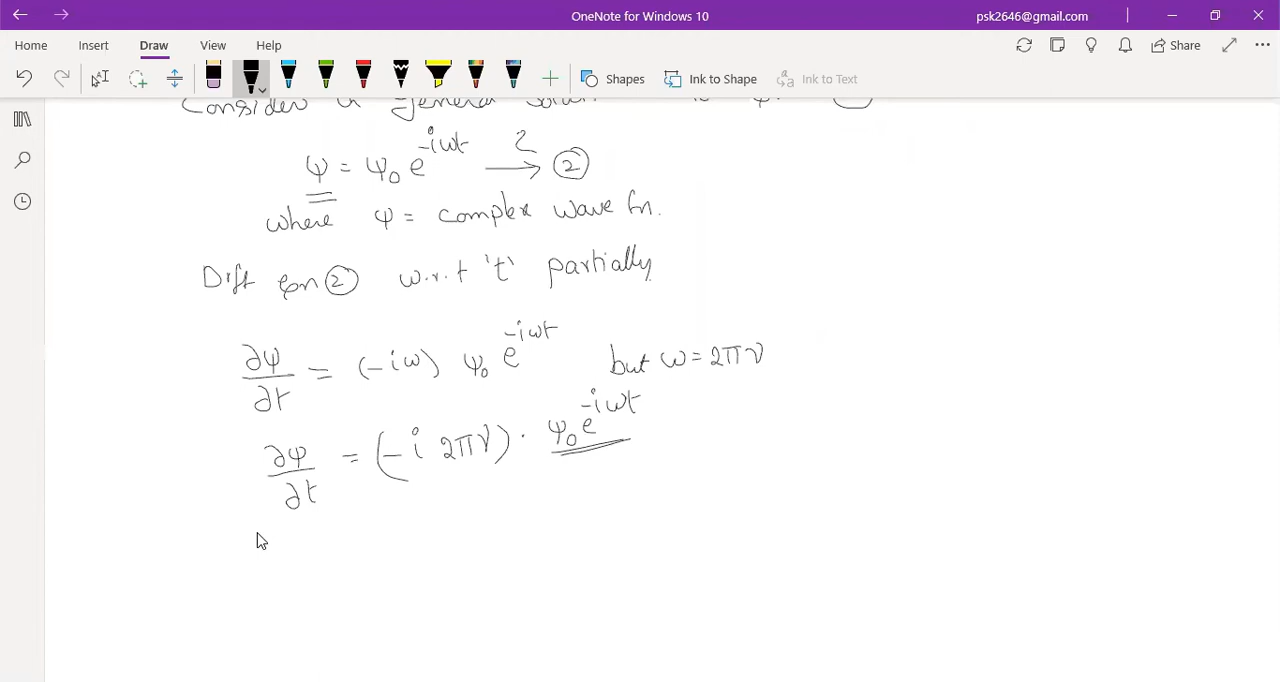 OneNote for Windows 10
psk2646@gmail.com
Home Insert Draw View Help
Share
Shapes
Ink to Shape
Ink to Text
Consider a general
ψ = ψ₀ e^{-iωt} → ②
where ψ = complex wave fn.
Diff eqn ② w.r.t 't' partially
∂ψ/∂t = (-iω) ψ₀ e^{-iωt} but ω = 2πν
∂ψ/∂t = (-i 2πν) · ψ₀ e^{-iωt}